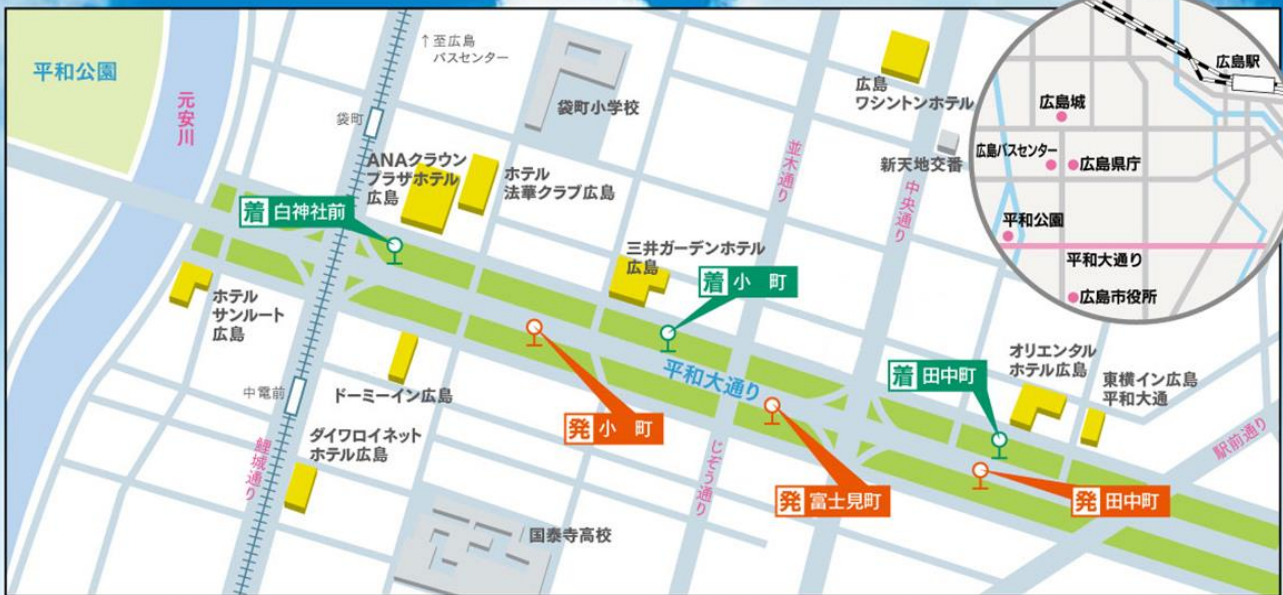 平和公園
元安川
↑至広島
バスセンター
袋町
袋町小学校
ANAクラウン
プラザホテル
広島
ホテル
法華クラブ広島
着 白神社前
広島
ワシントンホテル
新天地交番
並木通り
中央通り
三井ガーデンホテル
広島
着 小 町
ホテル
サンルート
広島
中電前
鯉城通り
ドーミーイン広島
ダイワロイネット
ホテル広島
発 小 町
平和大通り
じぞう通り
発 富士見町
着 田中町
発 田中町
オリエンタル
ホテル広島
東横イン広島
平和大通
駅前通り
国泰寺高校
広島駅
広島城
広島バスセンター
広島県庁
平和公園
平和大通り
広島市役所